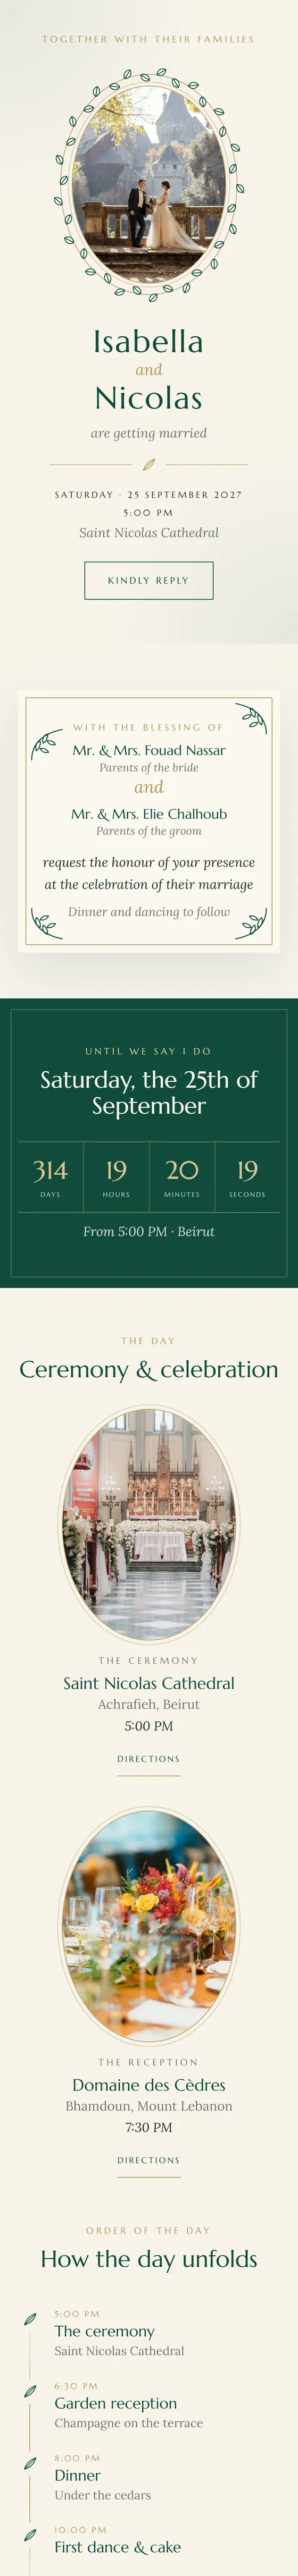 TOGETHER WITH THEIR FAMILIES
Isabella
and
Nicolas
are getting married
SATURDAY · 25 SEPTEMBER 2027
5:00 PM
Saint Nicolas Cathedral
KINDLY REPLY
WITH THE BLESSING OF
Mr. & Mrs. Fouad Nassar
Parents of the bride
and
Mr. & Mrs. Elie Chalhoub
Parents of the groom
request the honour of your presence
at the celebration of their marriage
Dinner and dancing to follow
UNTIL WE SAY I DO
Saturday, the 25th of
September
314 19 20 19
DAYS HOURS MINUTES SECONDS
From 5:00 PM · Beirut
THE DAY
Ceremony & celebration
THE CEREMONY
Saint Nicolas Cathedral
Achrafieh, Beirut
5:00 PM
DIRECTIONS
THE RECEPTION
Domaine des Cèdres
Bhamdoun, Mount Lebanon
7:30 PM
DIRECTIONS
ORDER OF THE DAY
How the day unfolds
5:00 PM
The ceremony
Saint Nicolas Cathedral
6:30 PM
Garden reception
Champagne on the terrace
8:00 PM
Dinner
Under the cedars
10:00 PM
First dance & cake